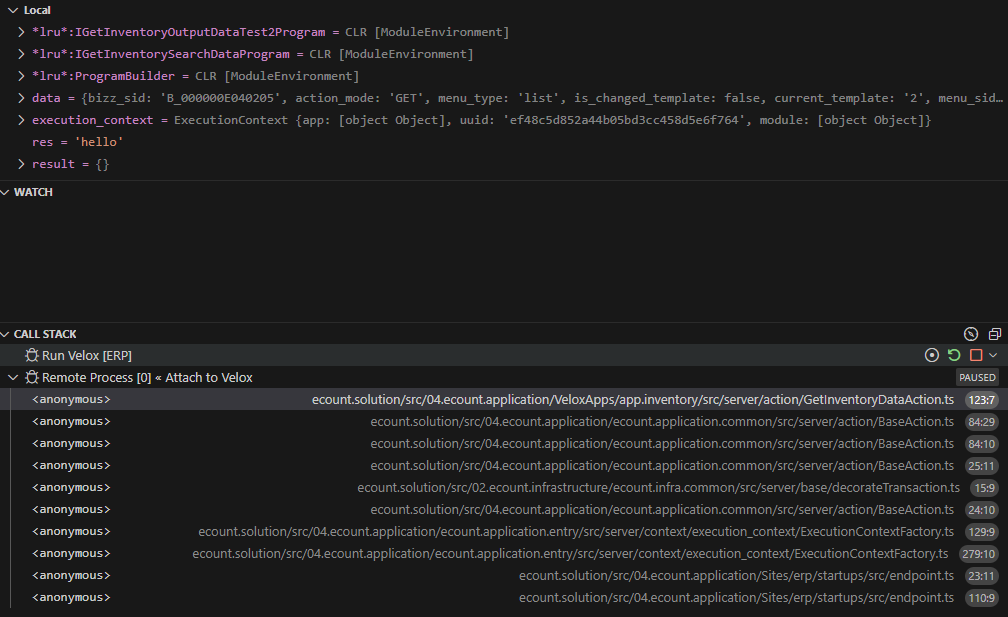 Local
*lru*:IGetInventoryOutputDataTest2Program = CLR [ModuleEnvironment]
*lru*:IGetInventorySearchDataProgram = CLR [ModuleEnvironment]
*lru*:ProgramBuilder = CLR [ModuleEnvironment]
data = {bizz_sid: 'B_000000E040205', action_mode: 'GET', menu_type: 'list', is_changed_template: false, current_template: '2', menu_sid…
execution_context = ExecutionContext {app: [object Object], uuid: 'ef48c5d852a44b05bd3cc458d5e6f764', module: [object Object]}
res = 'hello'
result = {}
WATCH
CALL STACK
Run Velox [ERP]
Remote Process [0] « Attach to Velox PAUSED
<anonymous> ecount.solution/src/04.ecount.application/VeloxApps/app.inventory/src/server/action/GetInventoryDataAction.ts 123:7
<anonymous> ecount.solution/src/04.ecount.application/ecount.application.common/src/server/action/BaseAction.ts 84:29
<anonymous> ecount.solution/src/04.ecount.application/ecount.application.common/src/server/action/BaseAction.ts 84:10
<anonymous> ecount.solution/src/04.ecount.application/ecount.application.common/src/server/action/BaseAction.ts 25:11
<anonymous> ecount.solution/src/02.ecount.infrastructure/ecount.infra.common/src/server/base/decorateTransaction.ts 15:9
<anonymous> ecount.solution/src/04.ecount.application/ecount.application.common/src/server/action/BaseAction.ts 24:10
<anonymous> ecount.solution/src/04.ecount.application/ecount.application.entry/src/server/context/execution_context/ExecutionContextFactory.ts 129:9
<anonymous> ecount.solution/src/04.ecount.application/ecount.application.entry/src/server/context/execution_context/ExecutionContextFactory.ts 279:10
<anonymous> ecount.solution/src/04.ecount.application/Sites/erp/startups/src/endpoint.ts 23:11
<anonymous> ecount.solution/src/04.ecount.application/Sites/erp/startups/src/endpoint.ts 110:9